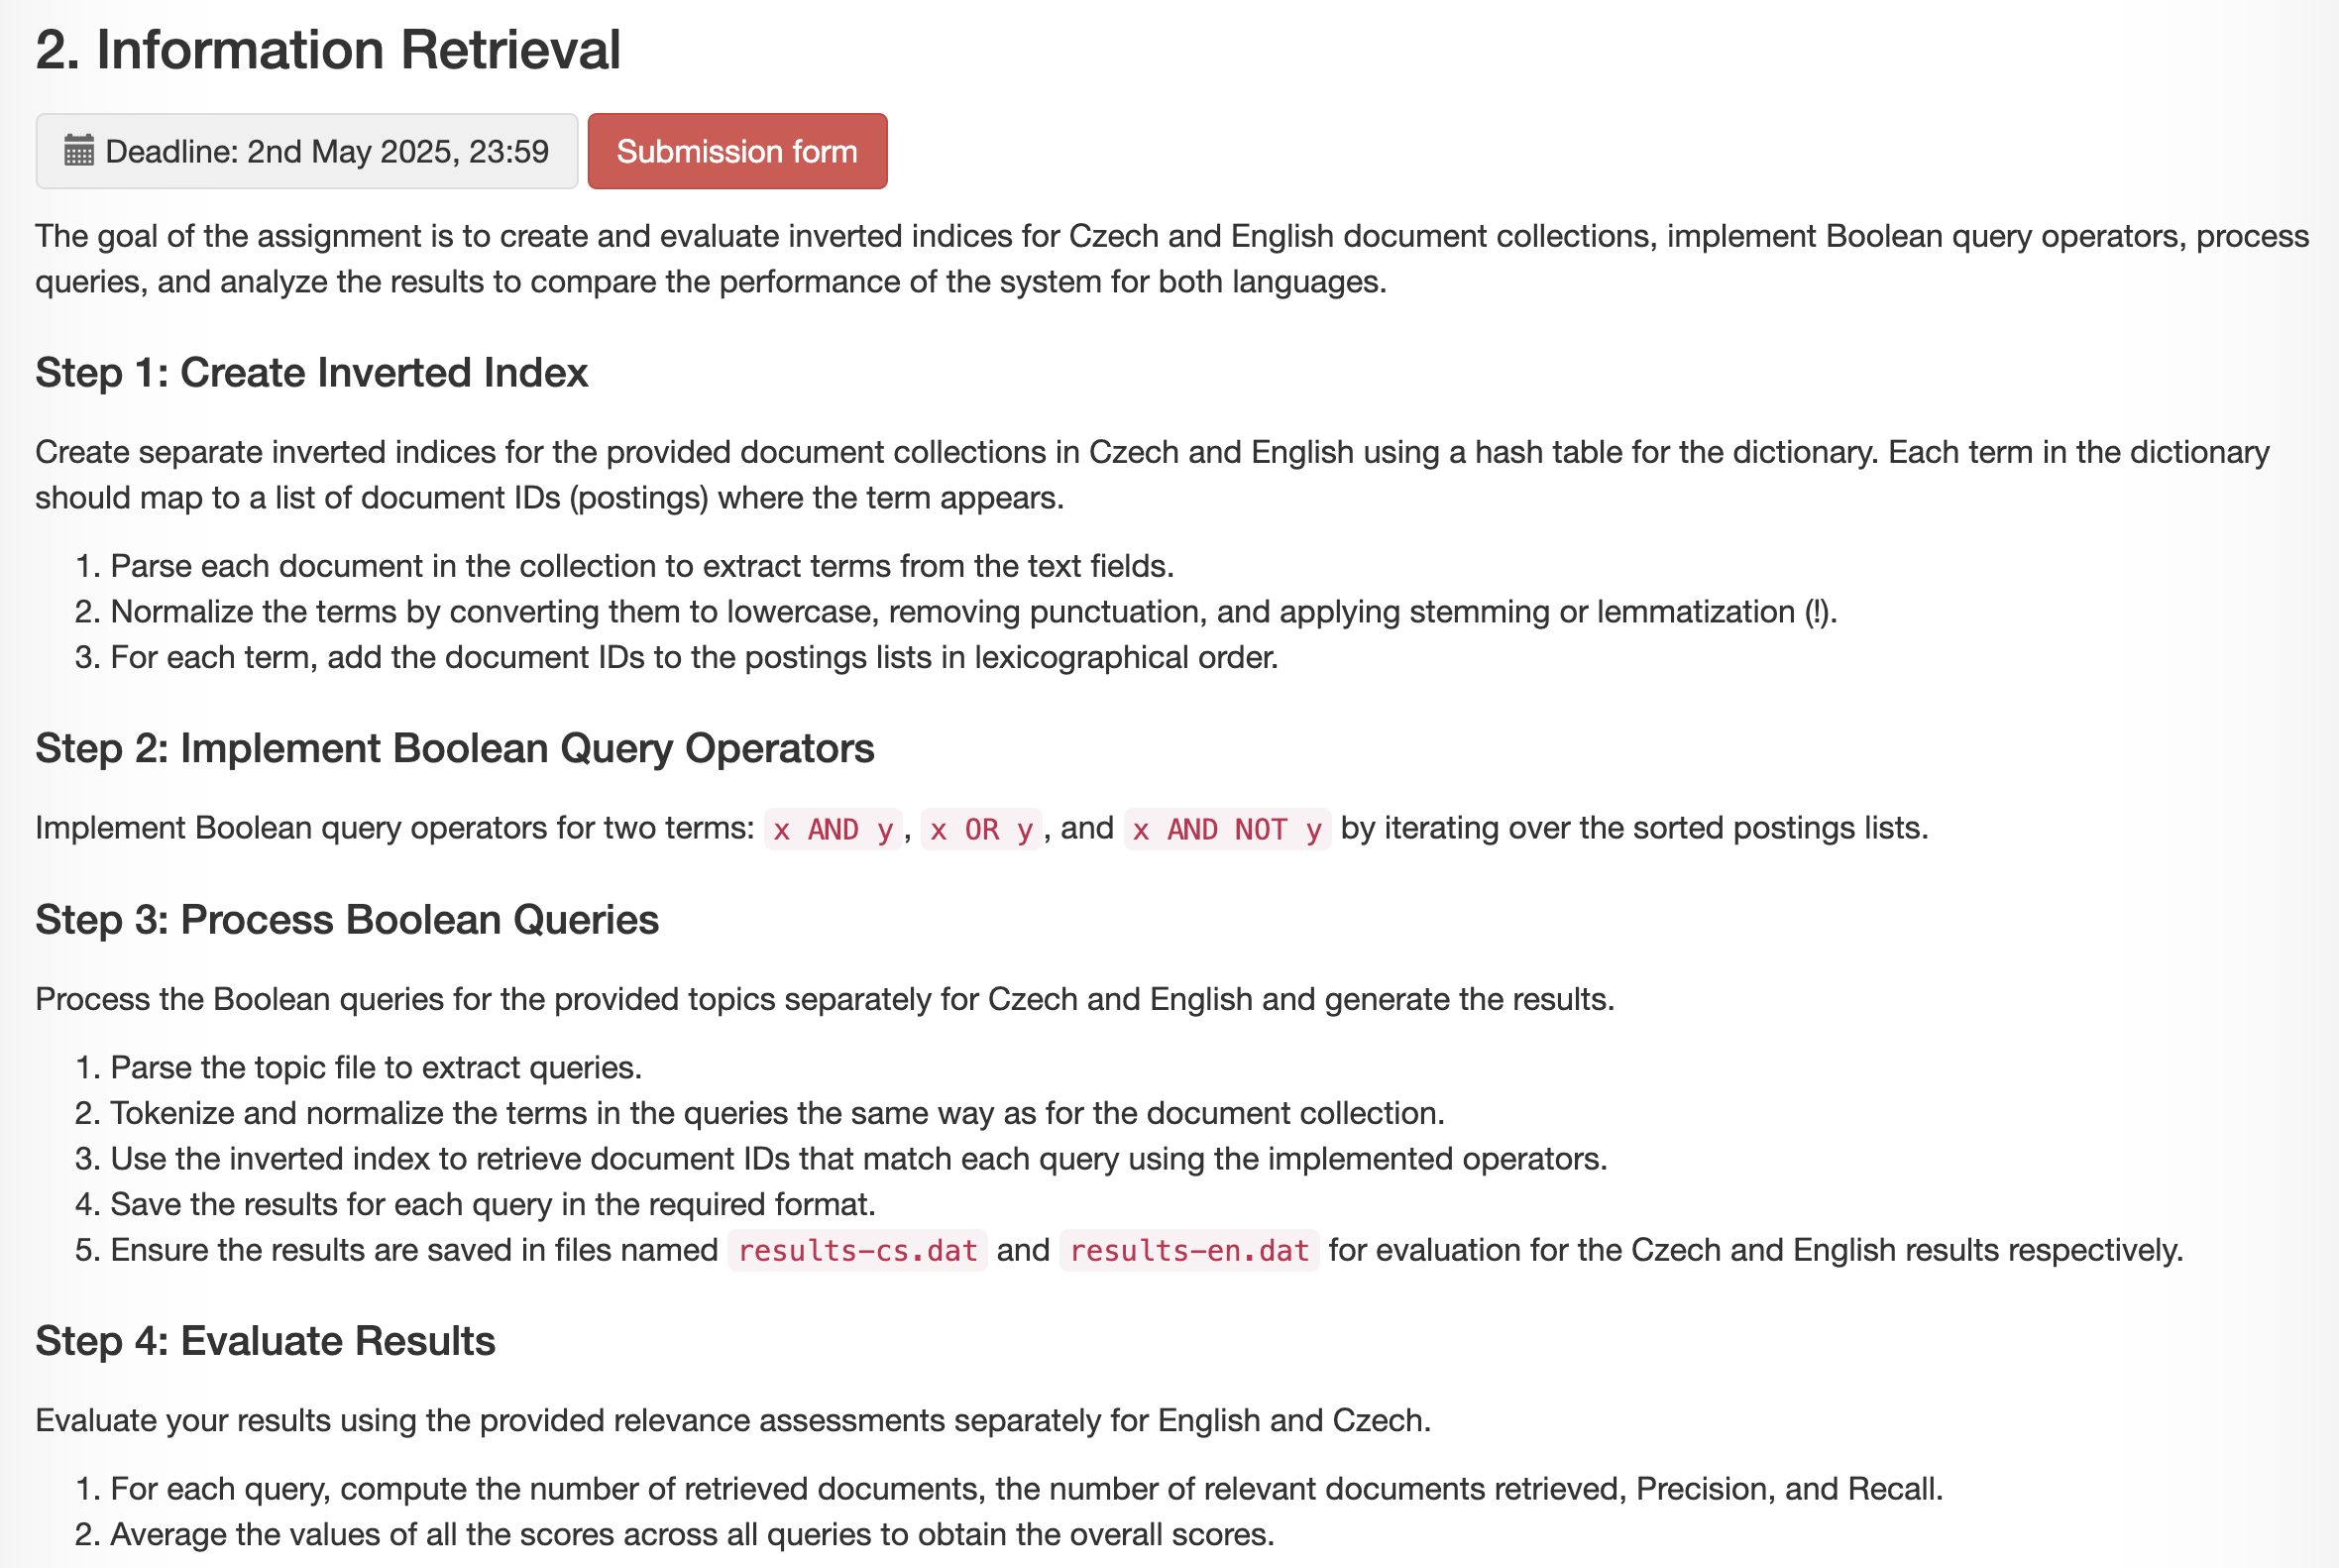 2. Information Retrieval
Deadline: 2nd May 2025, 23:59 Submission form
The goal of the assignment is to create and evaluate inverted indices for Czech and English document collections, implement Boolean query operators, process
queries, and analyze the results to compare the performance of the system for both languages.
Step 1: Create Inverted Index
Create separate inverted indices for the provided document collections in Czech and English using a hash table for the dictionary. Each term in the dictionary
should map to a list of document IDs (postings) where the term appears.
1. Parse each document in the collection to extract terms from the text fields.
2. Normalize the terms by converting them to lowercase, removing punctuation, and applying stemming or lemmatization (!).
3. For each term, add the document IDs to the postings lists in lexicographical order.
Step 2: Implement Boolean Query Operators
Implement Boolean query operators for two terms: x AND y, x OR y, and x AND NOT y by iterating over the sorted postings lists.
Step 3: Process Boolean Queries
Process the Boolean queries for the provided topics separately for Czech and English and generate the results.
1. Parse the topic file to extract queries.
2. Tokenize and normalize the terms in the queries the same way as for the document collection.
3. Use the inverted index to retrieve document IDs that match each query using the implemented operators.
4. Save the results for each query in the required format.
5. Ensure the results are saved in files named results-cs.dat and results-en.dat for evaluation for the Czech and English results respectively.
Step 4: Evaluate Results
Evaluate your results using the provided relevance assessments separately for English and Czech.
1. For each query, compute the number of retrieved documents, the number of relevant documents retrieved, Precision, and Recall.
2. Average the values of all the scores across all queries to obtain the overall scores.